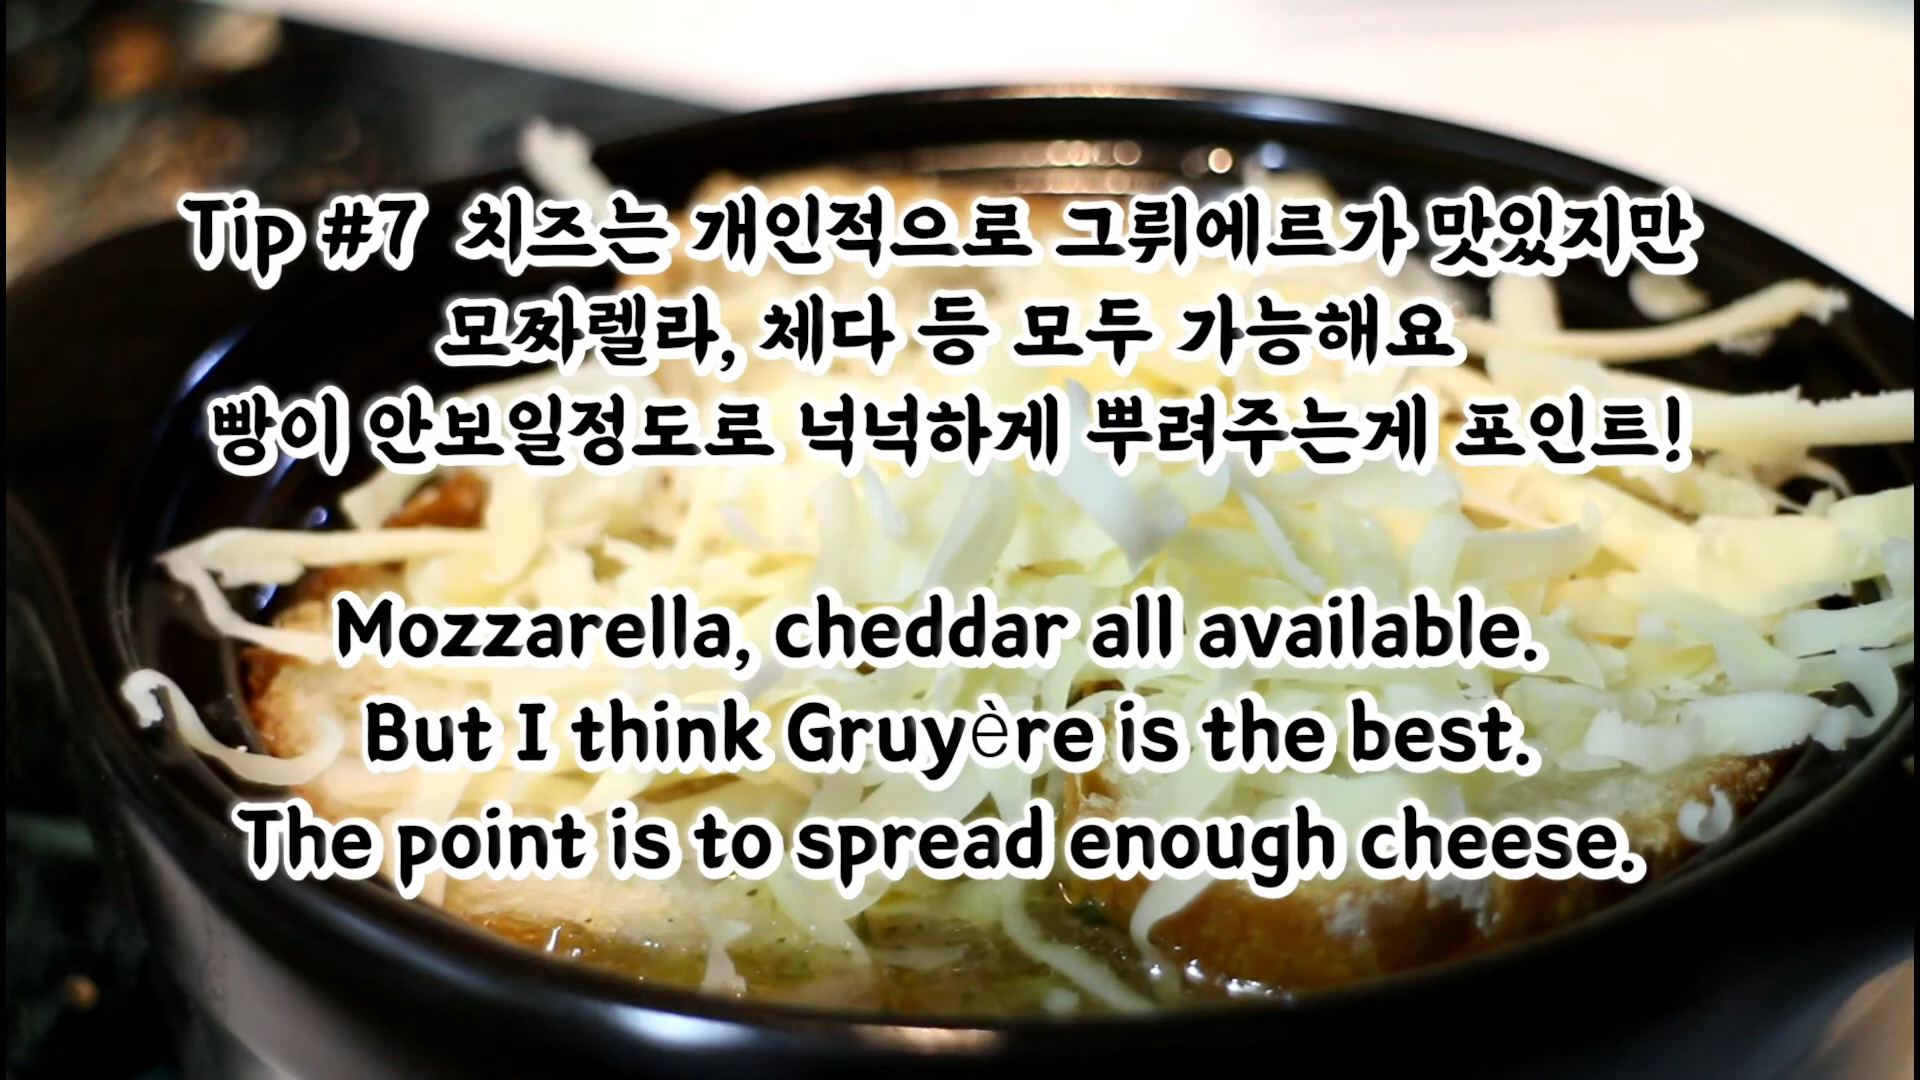 Tip #7 치즈는 개인적으로 그뤼에르가 맛있지만
모짜렐라, 체다 등 모두 가능해요
빵이 안보일정도로 넉넉하게 뿌려주는게 포인트!
Mozzarella, cheddar all available.
But I think Gruyère is the best.
The point is to spread enough cheese.